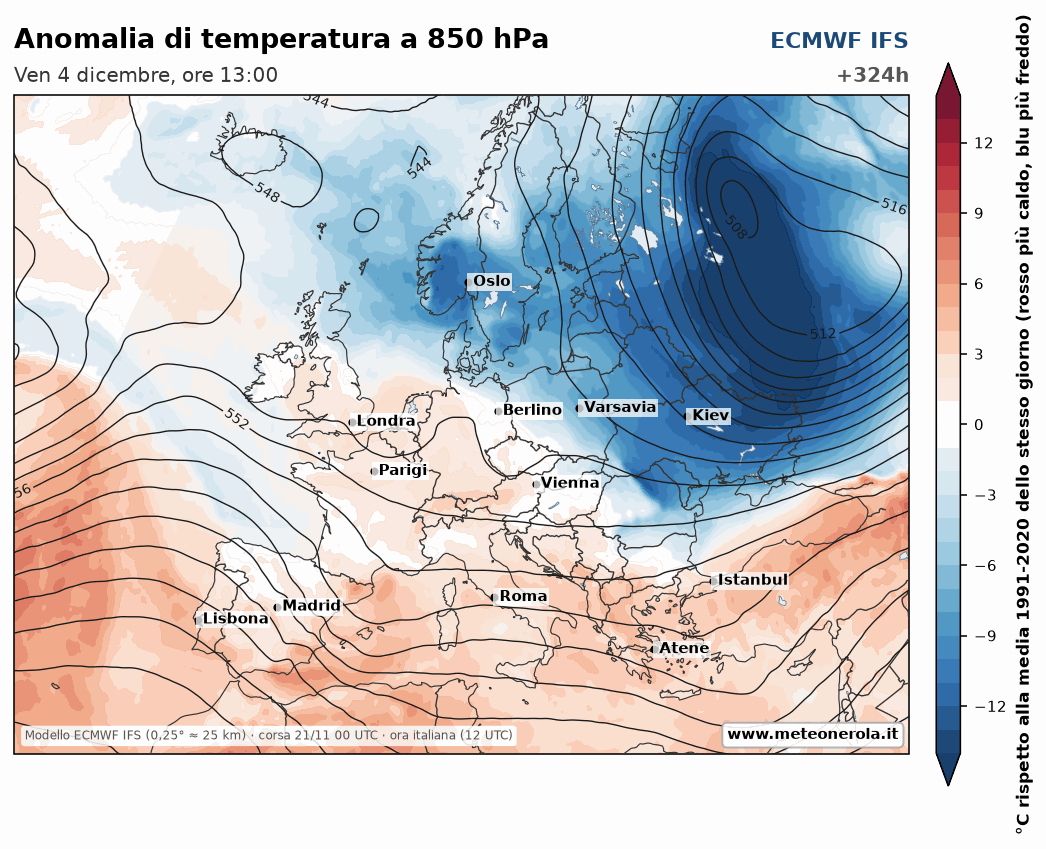 Anomalia di temperatura a 850 hPa
ECMWF IFS
Ven 4 dicembre, ore 13:00
+324h
544
544
548
516
508
Oslo
512
552
Londra
Berlino
Varsavia
Kiev
Parigi
Vienna
56
Istanbul
Roma
Madrid
Lisbona
Atene
Modello ECMWF IFS (0,25° ≈ 25 km) · corsa 21/11 00 UTC · ora italiana (12 UTC)
www.meteonerola.it
12
9
6
3
0
−3
−6
−9
−12
°C rispetto alla media 1991-2020 dello stesso giorno (rosso più caldo, blu più freddo)